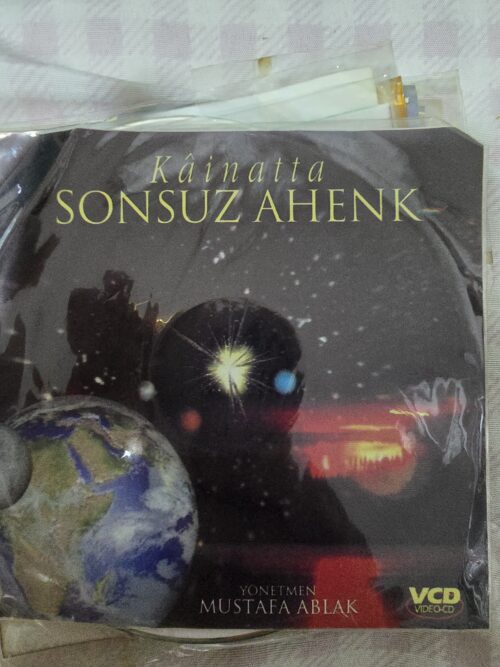 Kâinatta
SONSUZ AHENK
YÖNETMEN
MUSTAFA ABLAK
VCD
VIDEO-CD